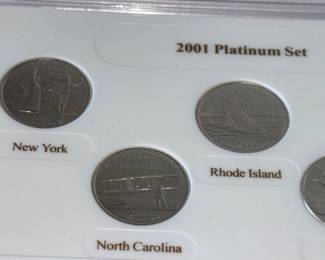 2001 Platinum Set
New York
Rhode Island
North Carolina